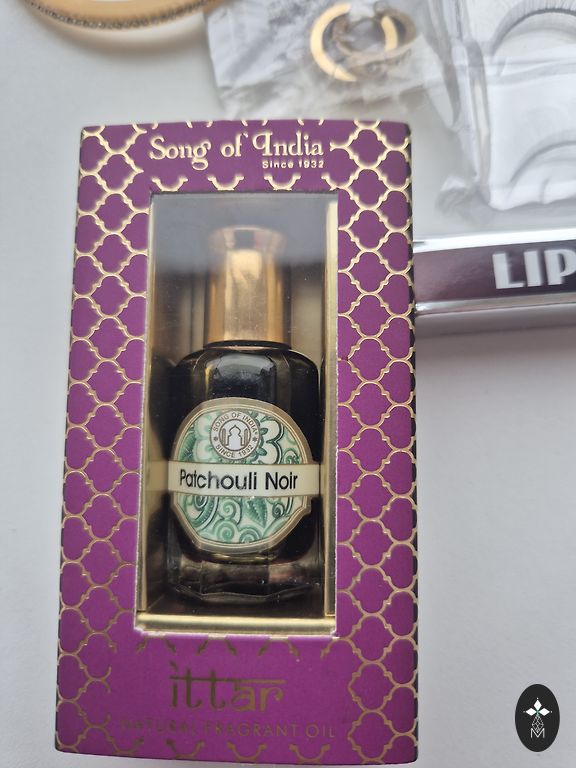 Song of India
Since 1932
LIP
SONG OF INDIA
SINCE 1932
Patchouli Noir
ittar
NATURAL FRAGRANT OIL
M